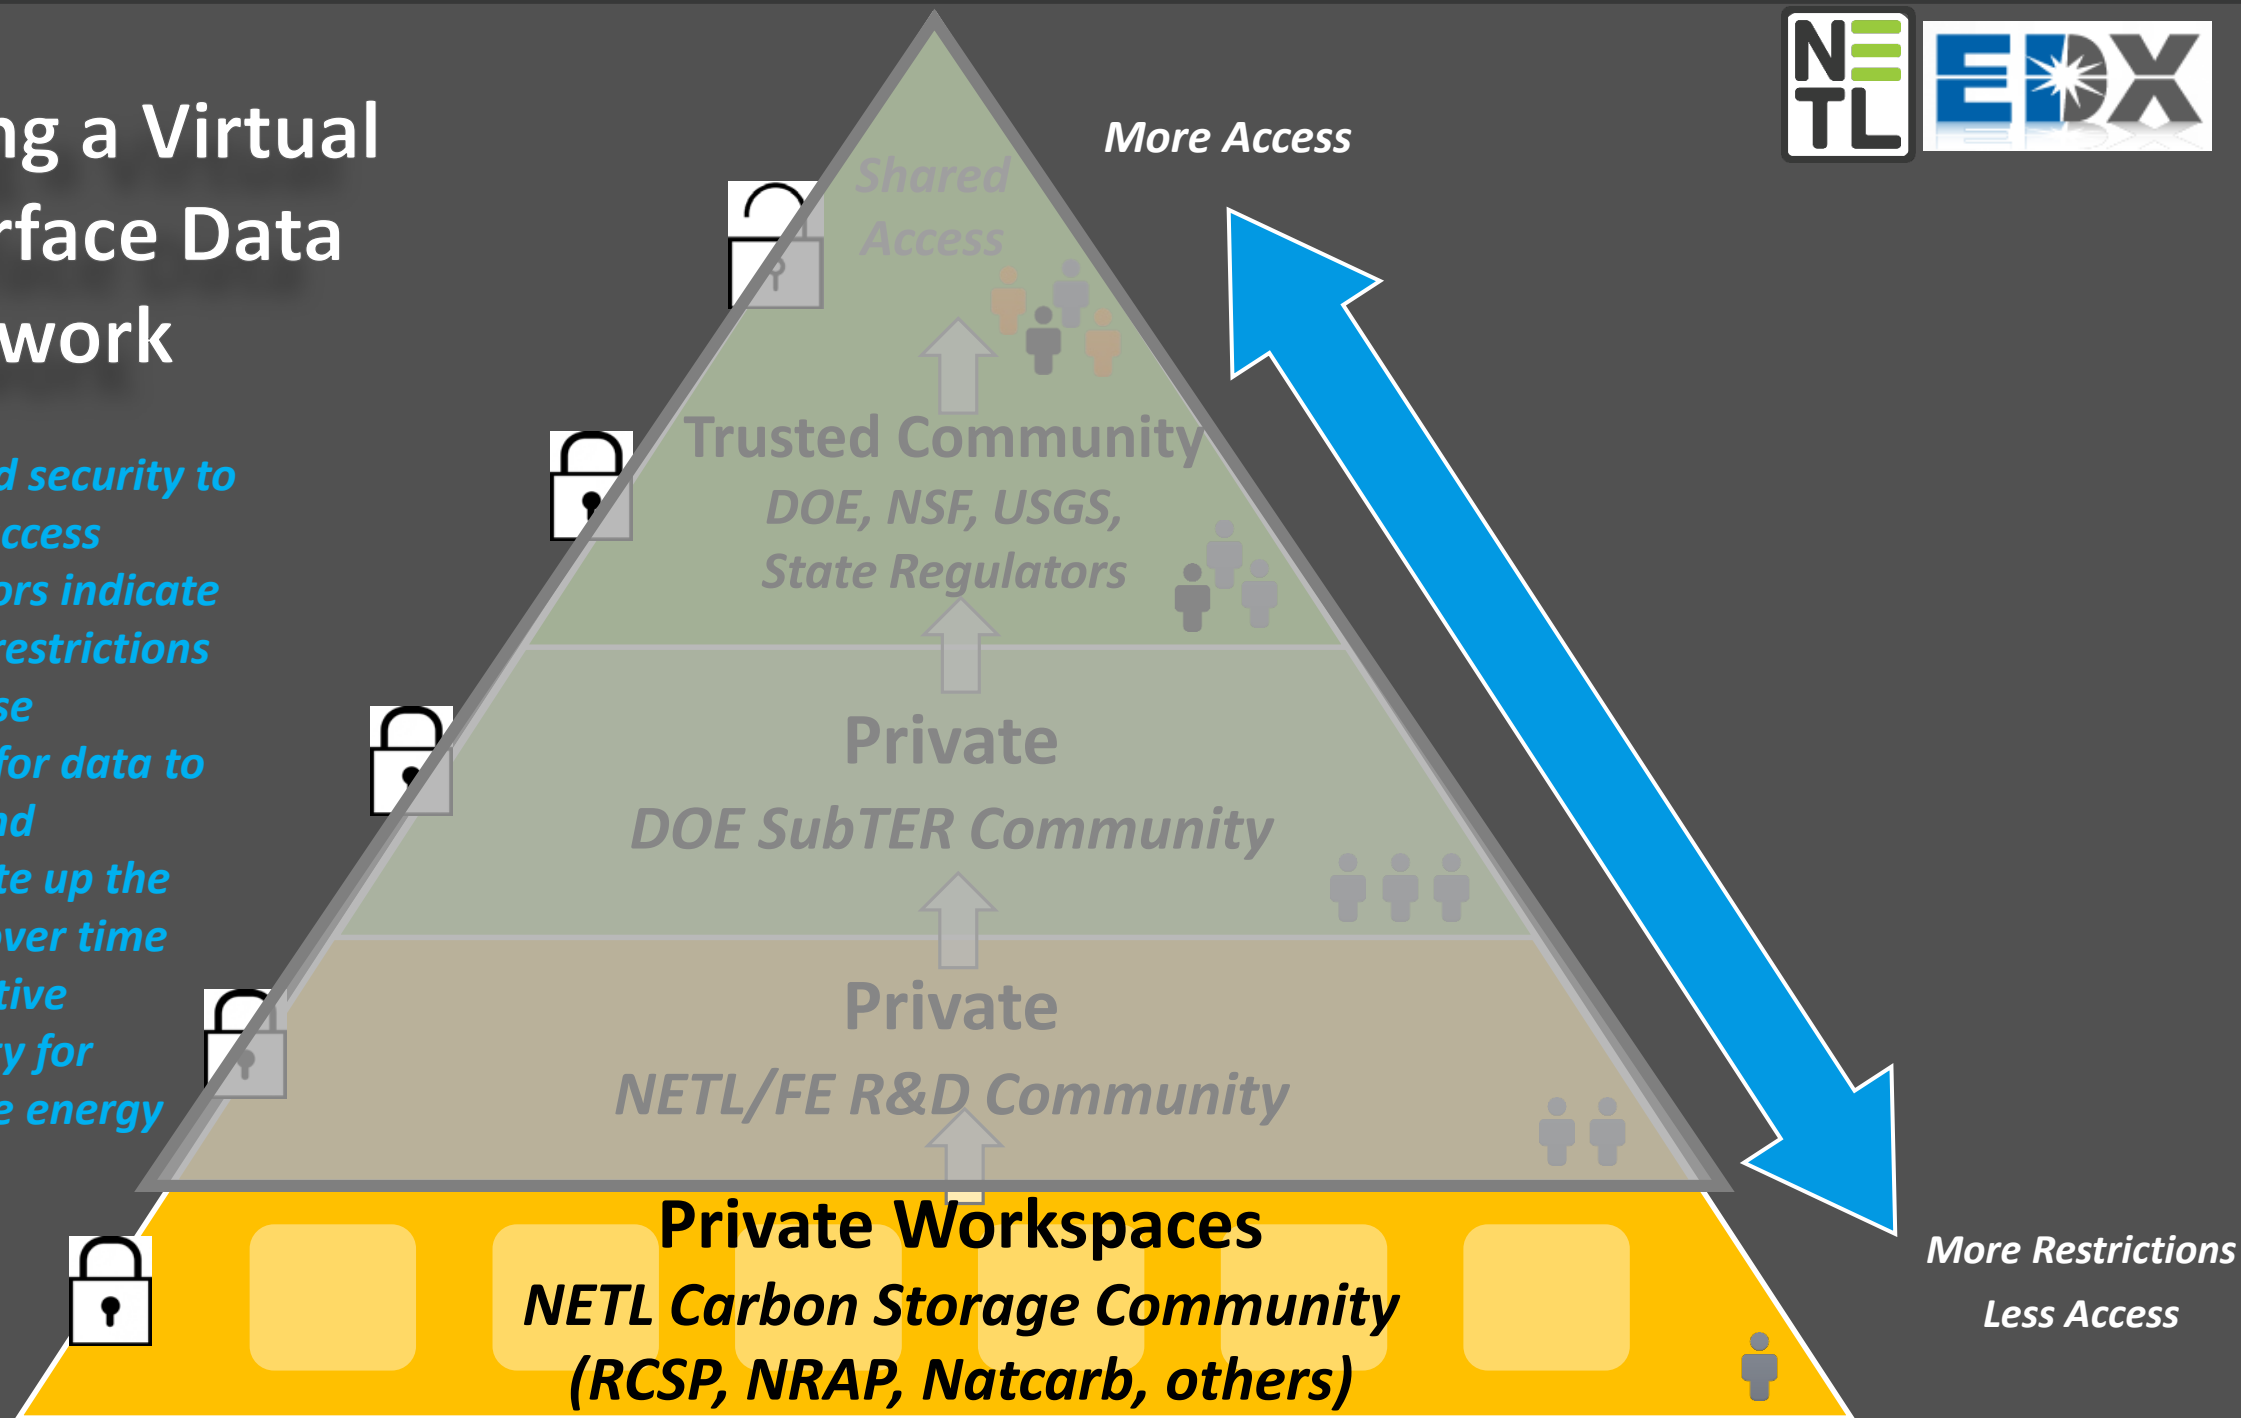 ng a Virtual
rface Data
work
d security to
ccess
ors indicate
restrictions
se
for data to
nd
te up the
over time
tive
ty for
e energy
NETL
EDX
More Access
Shared
Access
Trusted Community
DOE, NSF, USGS,
State Regulators
Private
DOE SubTER Community
Private
NETL/FE R&D Community
Private Workspaces
NETL Carbon Storage Community
(RCSP, NRAP, Natcarb, others)
More Restrictions
Less Access